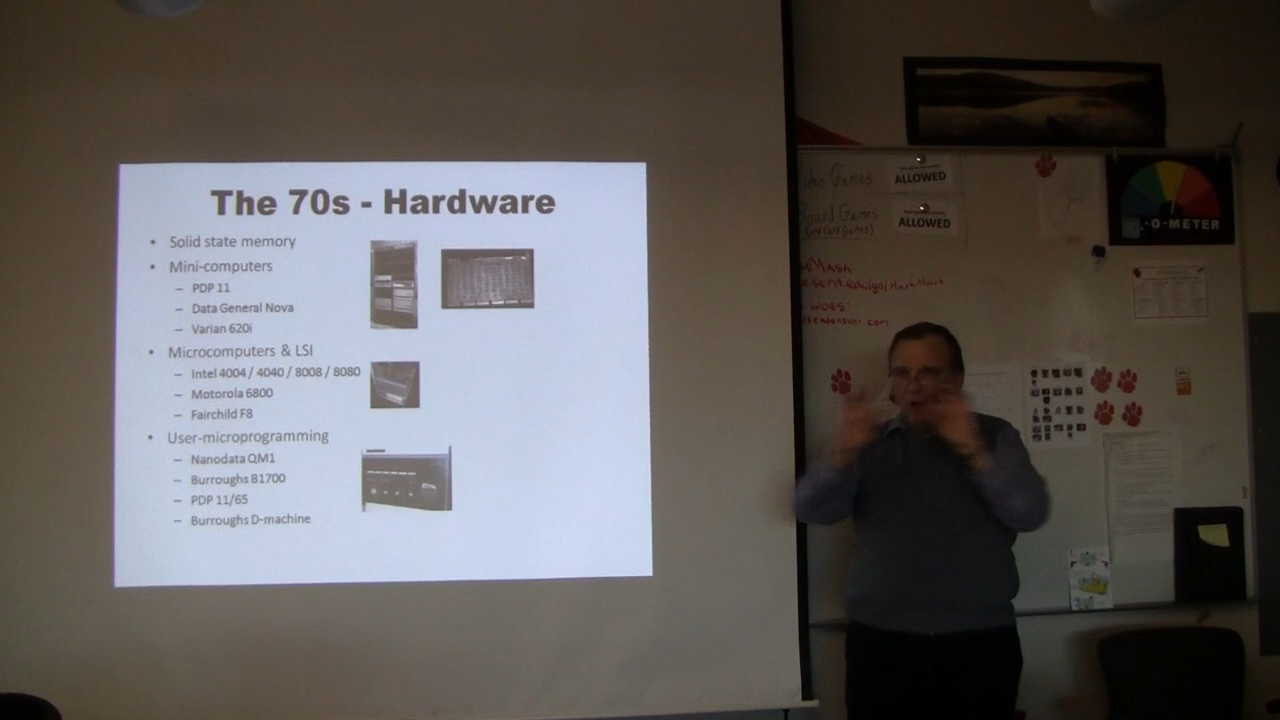 The 70s - Hardware
• Solid state memory
• Mini-computers
– PDP 11
– Data General Nova
– Varian 620i
• Microcomputers & LSI
– Intel 4004 / 4040 / 8008 / 8080
– Motorola 6800
– Fairchild F8
• User-microprogramming
– Nanodata QM1
– Burroughs B1700
– PDP 11/65
– Burroughs D-machine
Games
ALLOWED
Board Games
ALLOWED
-O-METER